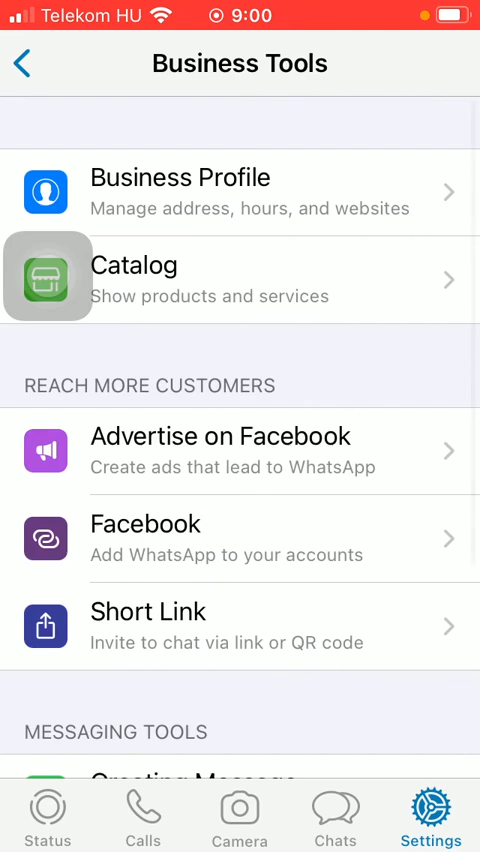 Telekom HU 9:00
Business Tools
Business Profile
Manage address, hours, and websites
Catalog
Show products and services
REACH MORE CUSTOMERS
Advertise on Facebook
Create ads that lead to WhatsApp
Facebook
Add WhatsApp to your accounts
Short Link
Invite to chat via link or QR code
MESSAGING TOOLS
Greeting Message
Status Calls Camera Chats Settings